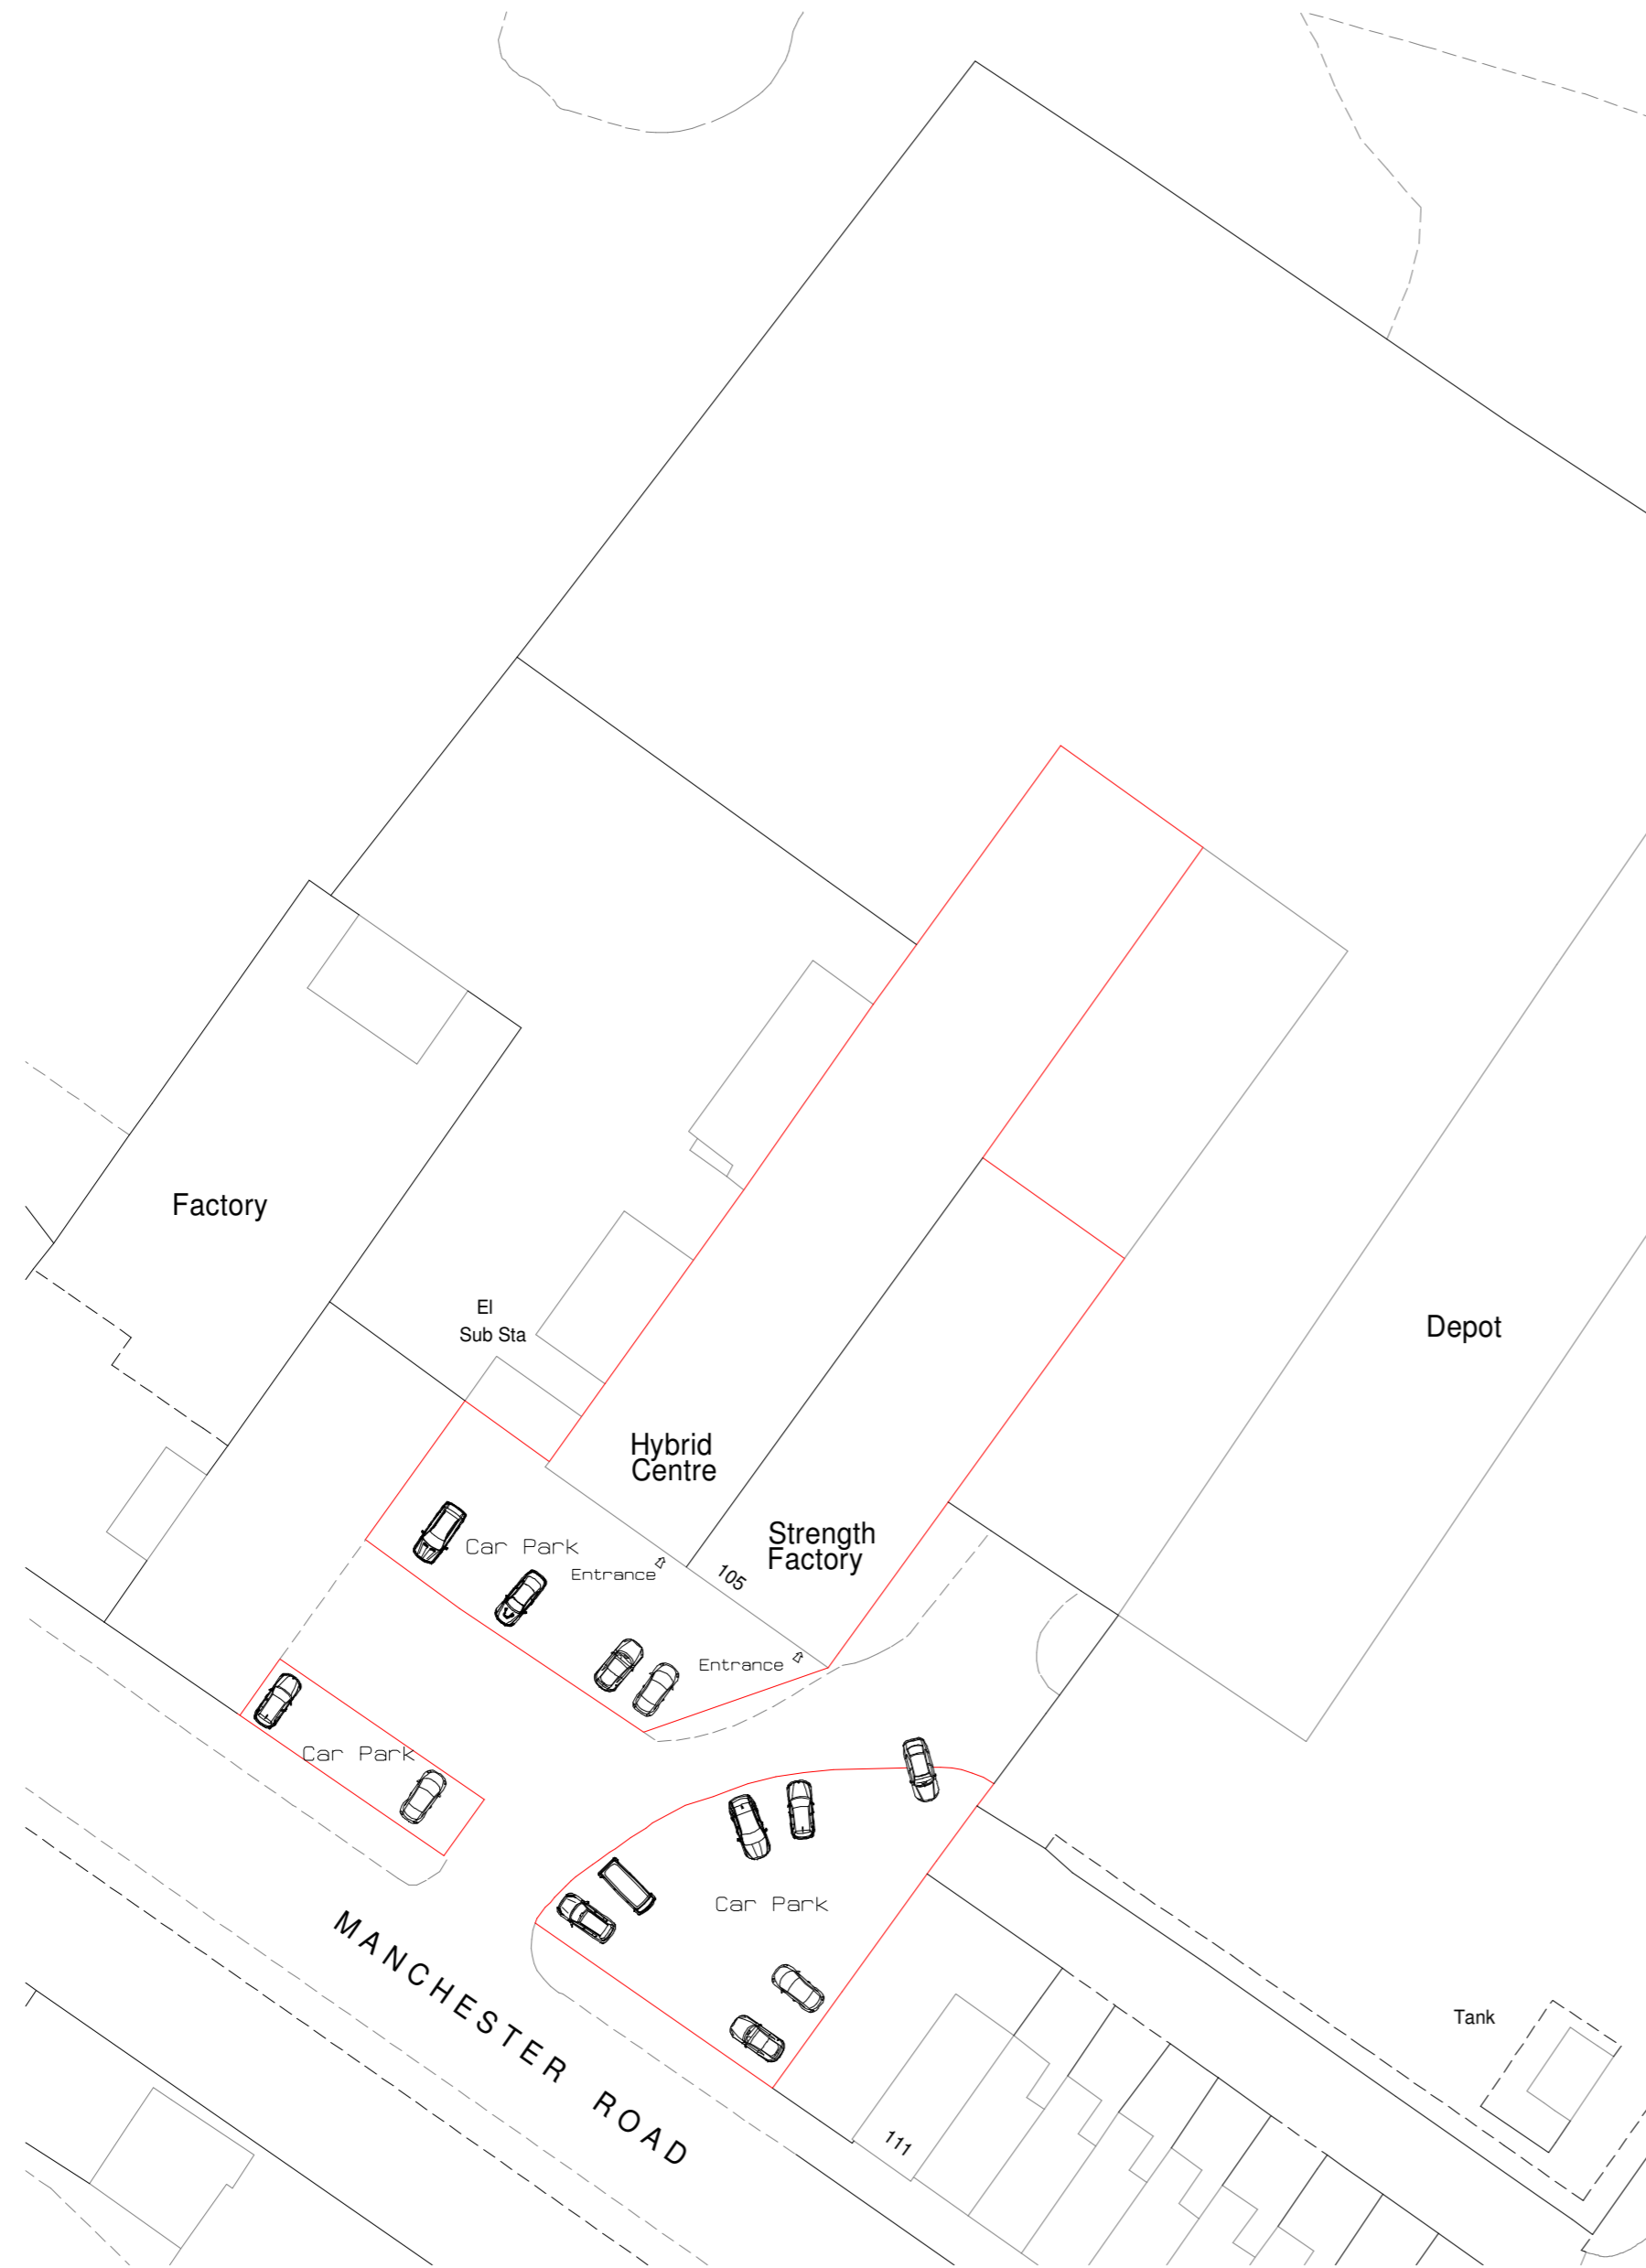 Factory
El
Sub Sta
Depot
Hybrid
Centre
Strength
Factory
Car Park
Entrance
105
Entrance
Car Park
Car Park
MANCHESTER ROAD
Tank
111